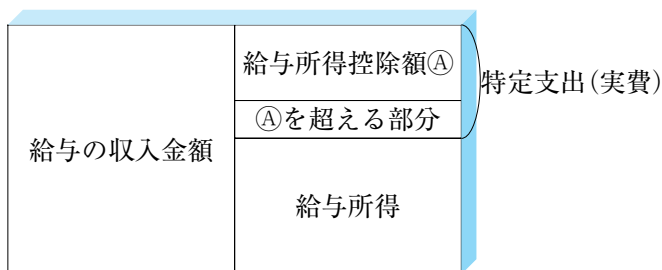 給与の収入金額
給与所得控除額Ⓐ
Ⓐを超える部分
給与所得
特定支出(実費)